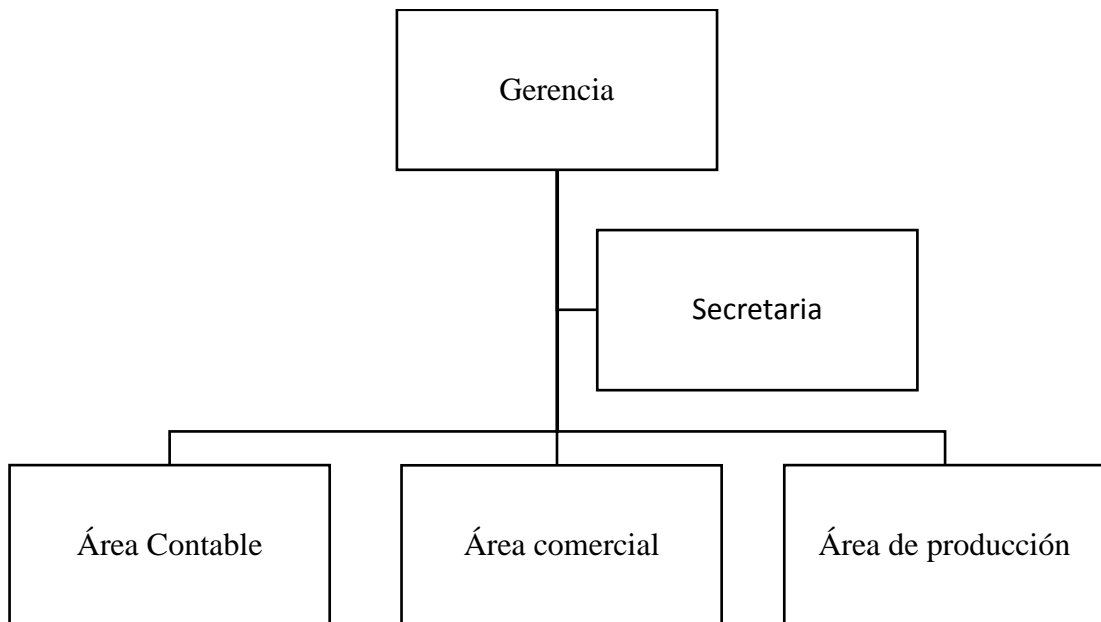 Gerencia
Secretaria
Área Contable
Área comercial
Área de producción